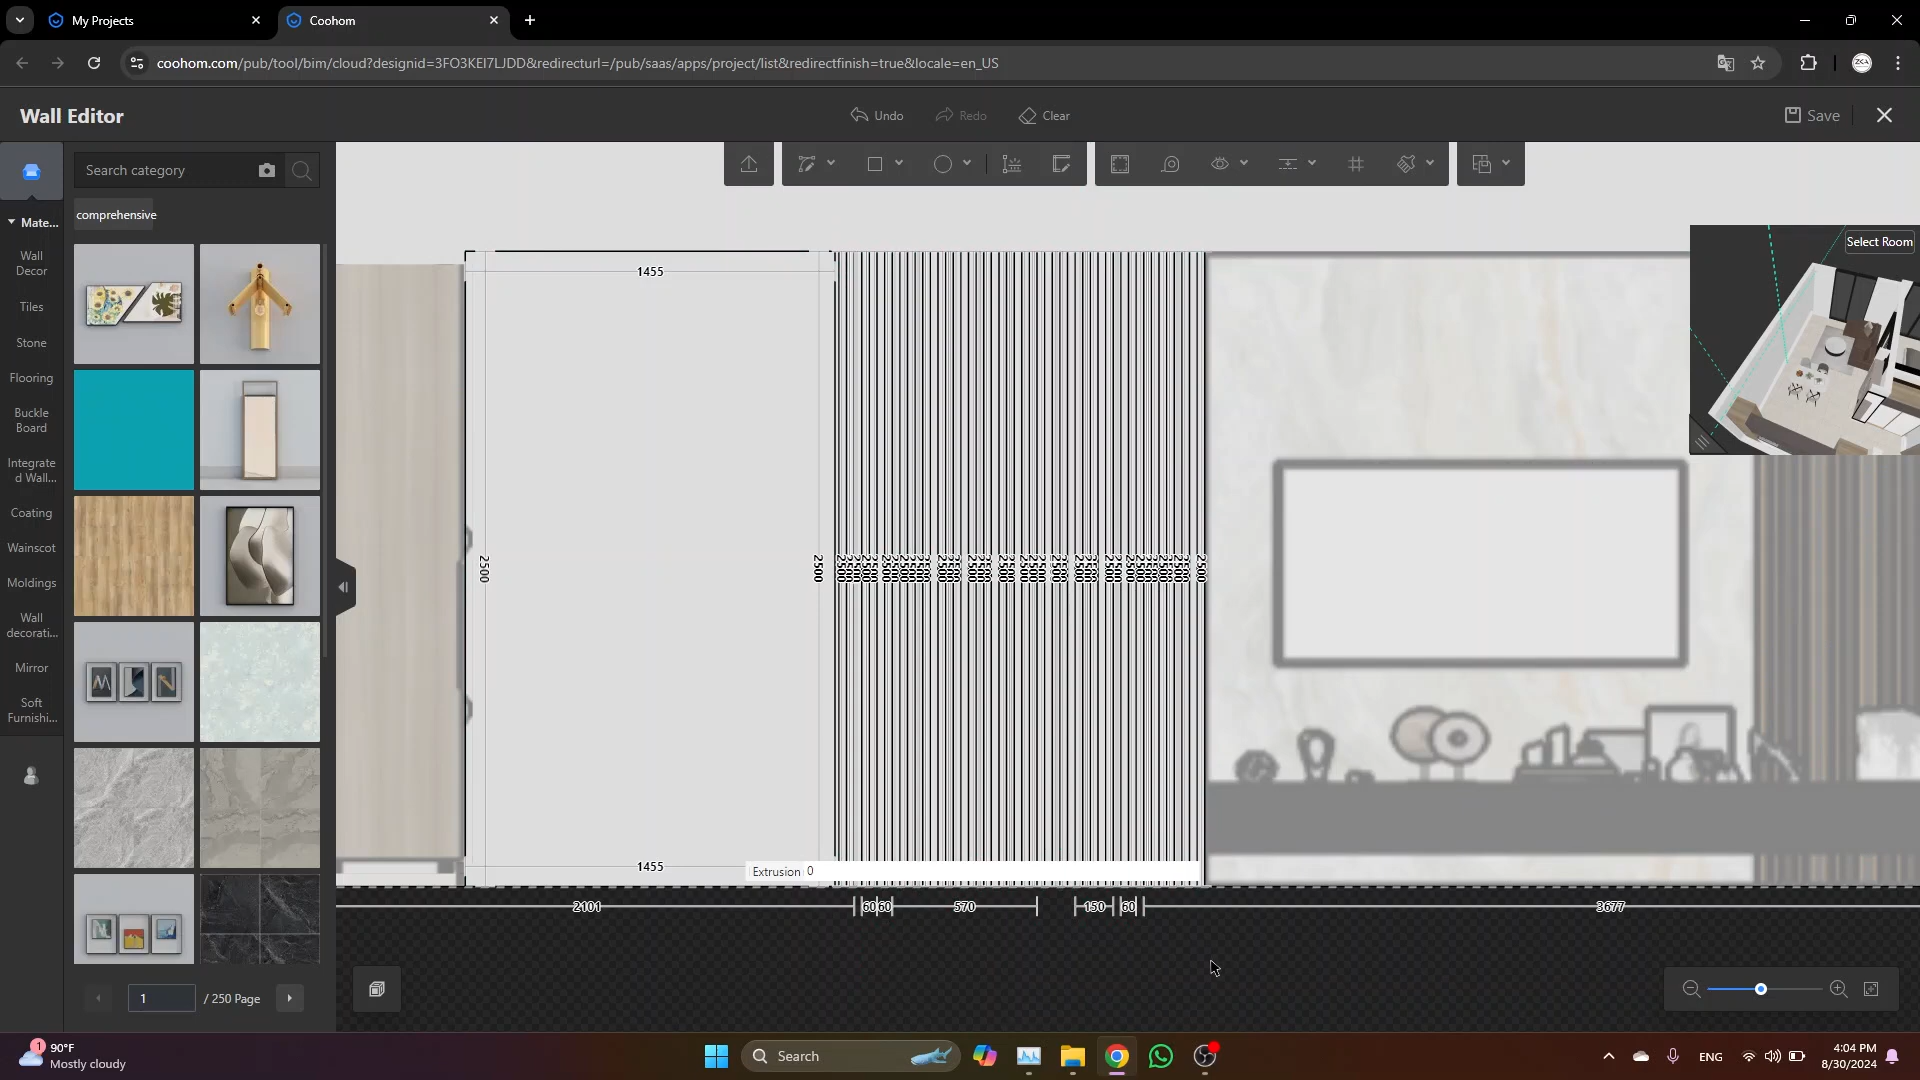 My Projects
Coohom
coohom.com/pub/tool/bim/cloud?designid=3FO3KEI7LJDD&redirecturl=/pub/saas/apps/project/list&redirectfinish=true&locale=en_US
Wall Editor
Undo
Redo
Clear
Save
Search category
comprehensive
Mate...
Wall
Decor
Tiles
Stone
Flooring
Buckle
Board
Integrate
d Wall...
Coating
Wainscot
Moldings
Wall
decorati...
Mirror
Soft
Furnishi...
1
/ 250 Page
Select Room
1455
2500
2500
2500
1455
Extrusion 0
2101
60
60
570
150
60
3677
1
90°F
Mostly cloudy
Search
ENG
4:04 PM
8/30/2024